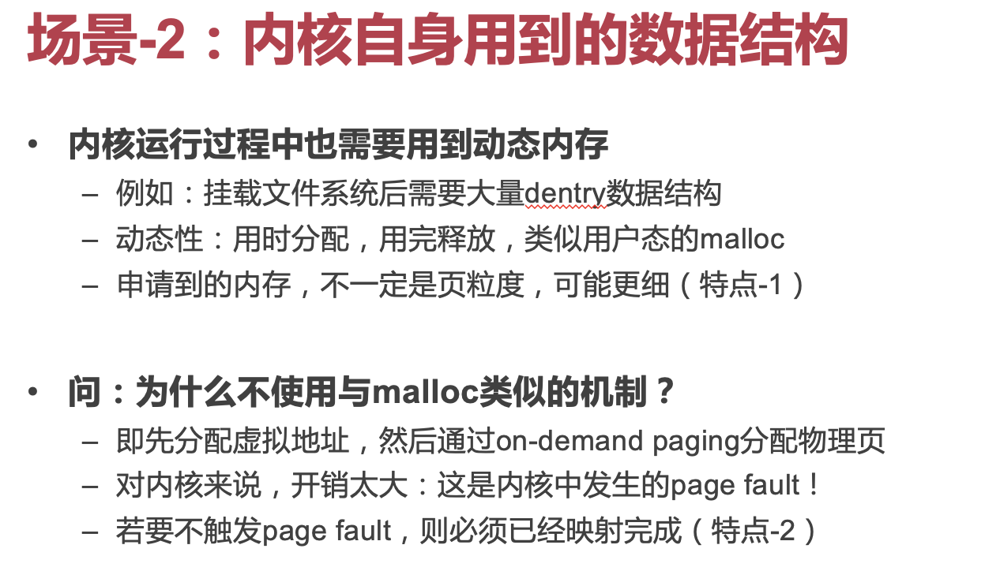 场景-2：内核自身用到的数据结构
• 内核运行过程中也需要用到动态内存
– 例如：挂载文件系统后需要大量dentry数据结构
– 动态性：用时分配，用完释放，类似用户态的malloc
– 申请到的内存，不一定是页粒度，可能更细（特点-1）
• 问：为什么不使用与malloc类似的机制？
– 即先分配虚拟地址，然后通过on-demand paging分配物理页
– 对内核来说，开销太大：这是内核中发生的page fault！
– 若要不触发page fault，则必须已经映射完成（特点-2）